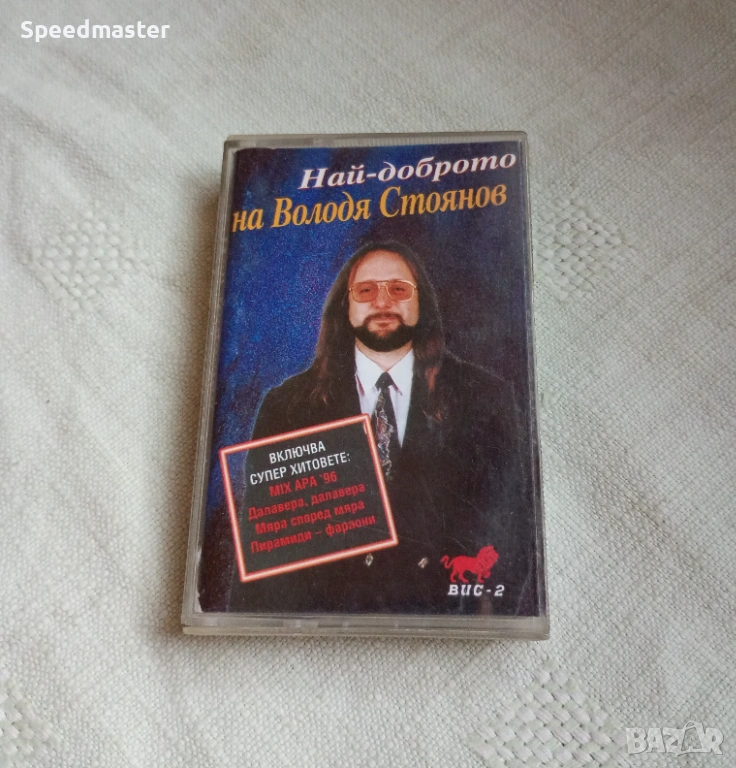 Speedmaster
Най-доброто
на Володя Стоянов
ВКЛЮЧВА
СУПЕР ХИТОВЕТЕ:
MIX АРА '96
Далавера, далавера
Мяра според мяра
Пирамиди – фараони
ВИС-2
BAZAR